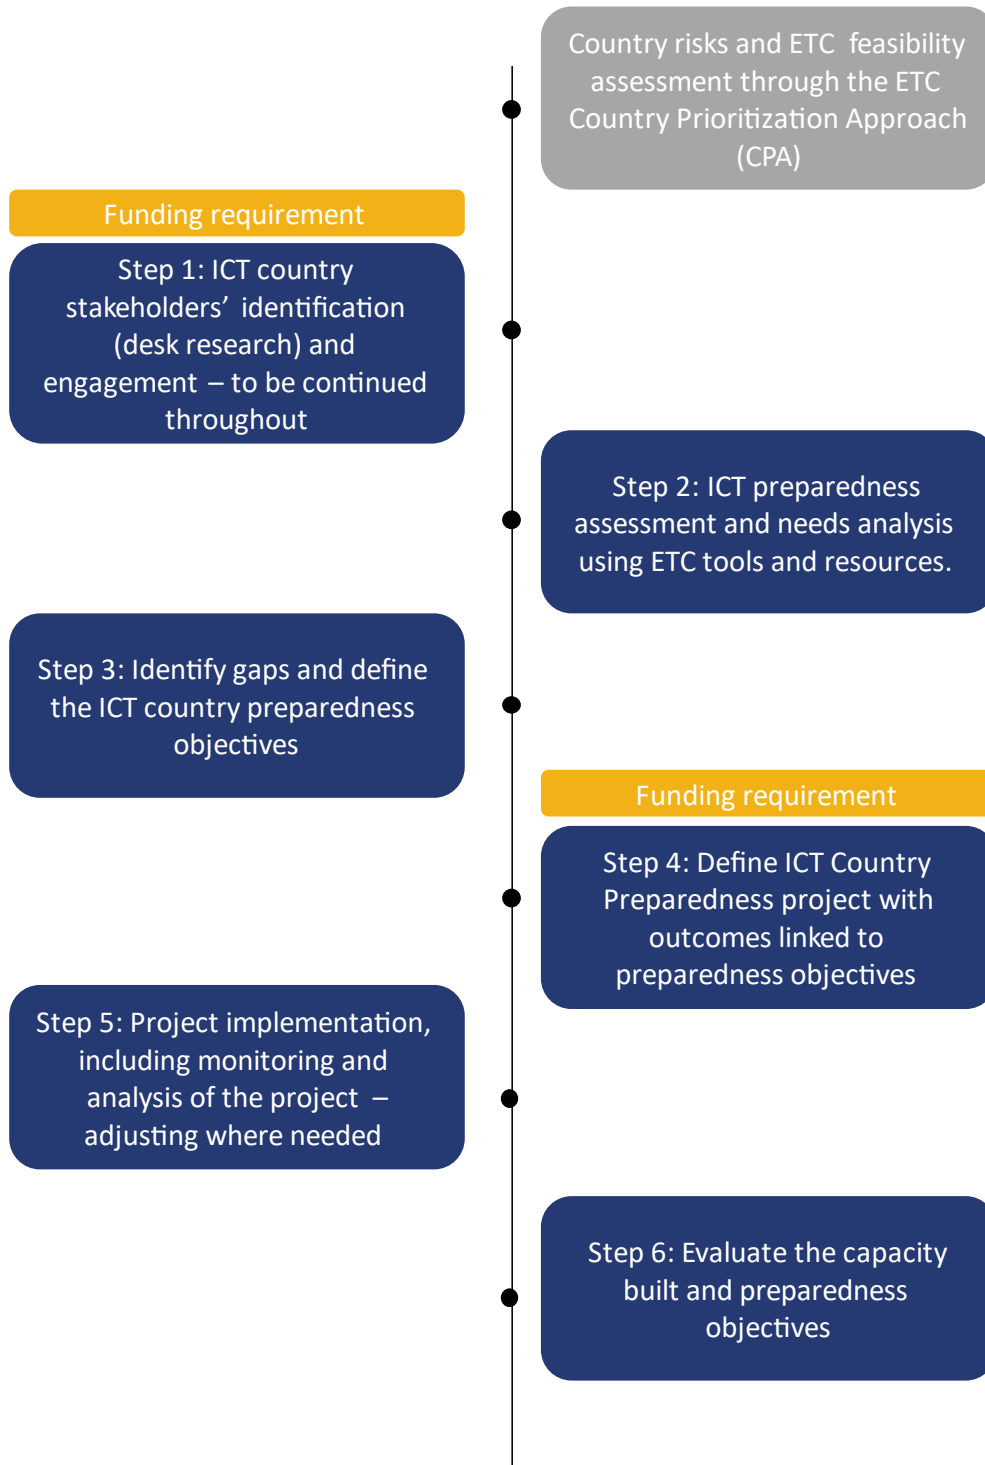 Country risks and ETC feasibility
assessment through the ETC
Country Prioritization Approach
(CPA)
Funding requirement
Step 1: ICT country
stakeholders’ identification
(desk research) and
engagement – to be continued
throughout
Step 2: ICT preparedness
assessment and needs analysis
using ETC tools and resources.
Step 3: Identify gaps and define
the ICT country preparedness
objectives
Funding requirement
Step 4: Define ICT Country
Preparedness project with
outcomes linked to
preparedness objectives
Step 5: Project implementation,
including monitoring and
analysis of the project –
adjusting where needed
Step 6: Evaluate the capacity
built and preparedness
objectives